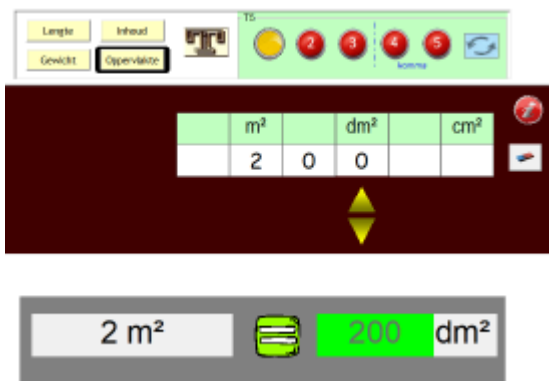 Lengte Inhoud
Gewicht Oppervlakte
T5
2 3 4 5
komma
m² dm² cm²
2 0 0
2 m² = 200 dm²